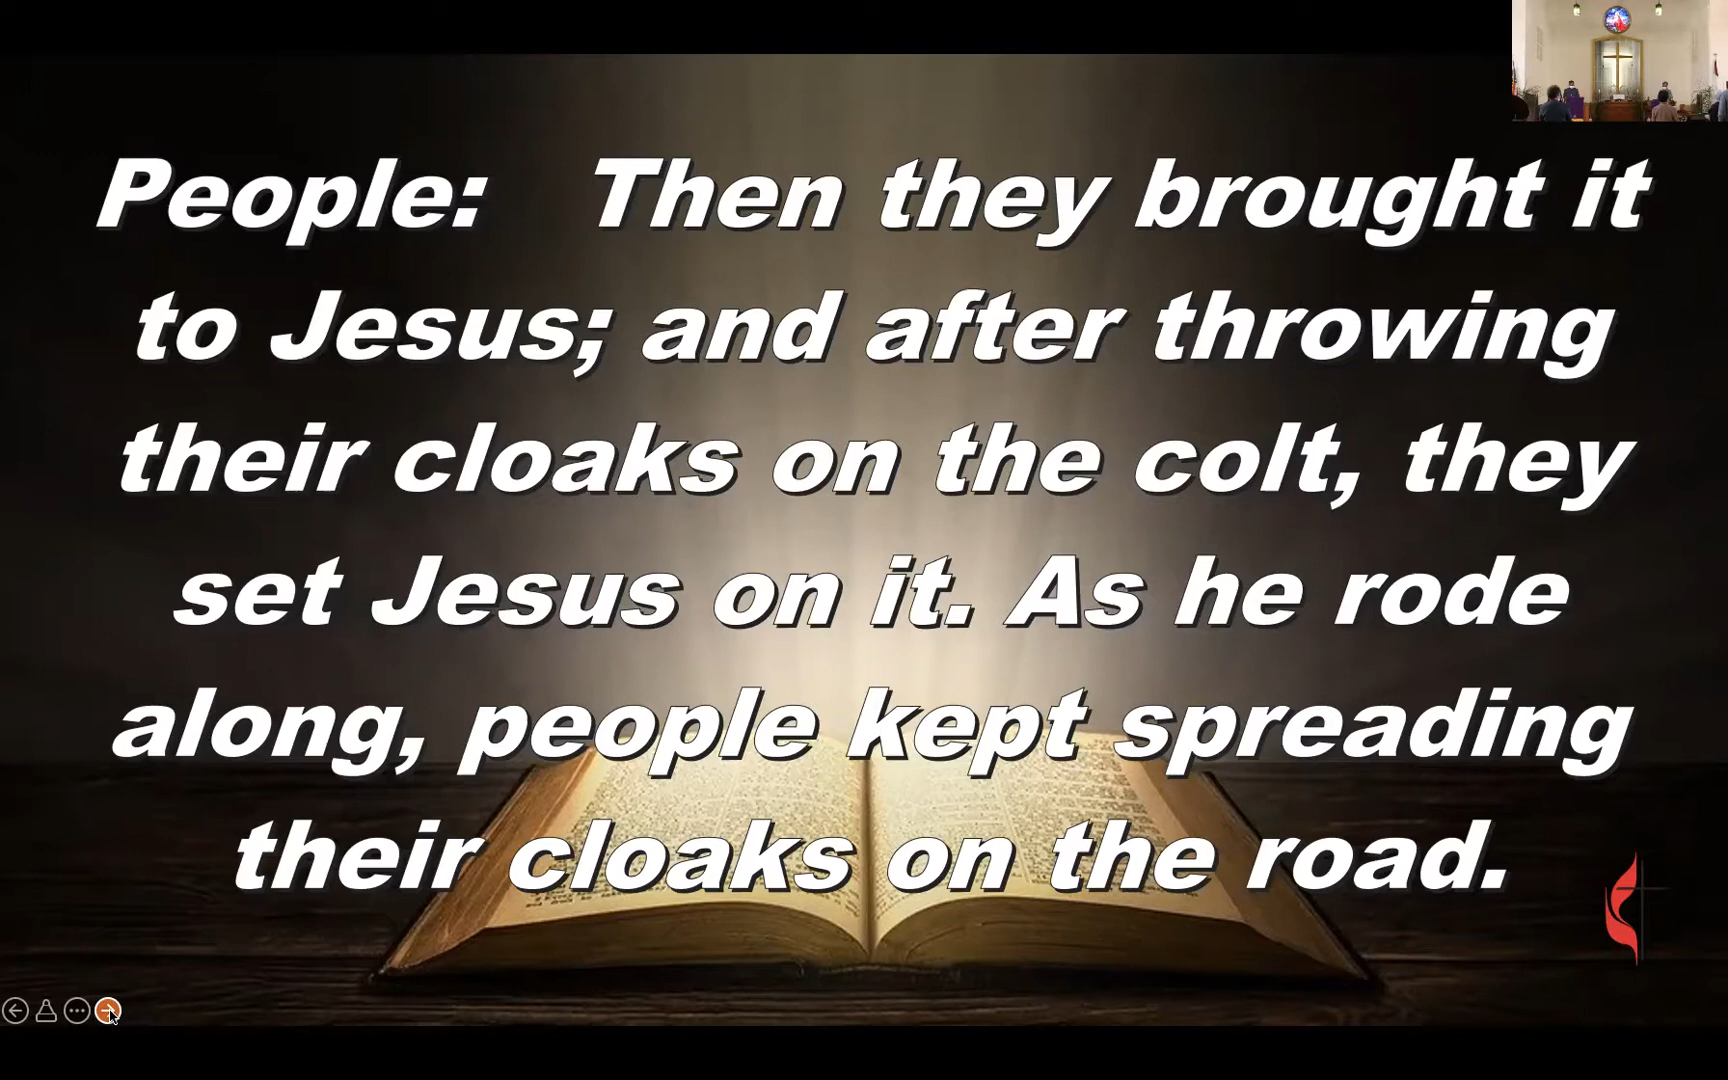 People: Then they brought it
to Jesus; and after throwing
their cloaks on the colt, they
set Jesus on it. As he rode
along, people kept spreading
their cloaks on the road.